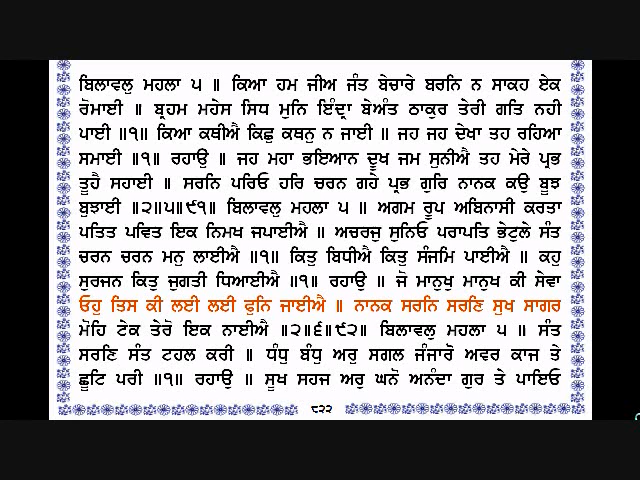 ਬਿਲਾਵਲੁ ਮਹਲਾ ੫ ॥ ਕਿਆ ਹਮ ਜੀਅ ਜੰਤ ਬੇਚਾਰੇ ਬਰਨਿ ਨ ਸਾਕਹ ਏਕ
ਰੋਮਾਈ ॥ ਬ੍ਰਹਮ ਮਹੇਸ ਸਿਧ ਮੁਨਿ ਇੰਦ੍ਰਾ ਬੇਅੰਤ ਠਾਕੁਰ ਤੇਰੀ ਗਤਿ ਨਹੀ
ਪਾਈ ॥੧॥ ਕਿਆ ਕਥੀਐ ਕਿਛੁ ਕਥਨੁ ਨ ਜਾਈ ॥ ਜਹ ਜਹ ਦੇਖਾ ਤਹ ਰਹਿਆ
ਸਮਾਈ ॥੧॥ ਰਹਾਉ ॥ ਜਹ ਮਹਾ ਭਇਆਨ ਦੂਖ ਜਮ ਸੁਨੀਐ ਤਹ ਮੇਰੇ ਪ੍ਰਭ
ਤੂਹੈ ਸਹਾਈ ॥ ਸਰਨਿ ਪਰਿਓ ਹਰਿ ਚਰਨ ਗਹੇ ਪ੍ਰਭ ਗੁਰਿ ਨਾਨਕ ਕਉ ਬੂਝ
ਬੁਝਾਈ ॥੨॥੫॥੯੧॥ ਬਿਲਾਵਲੁ ਮਹਲਾ ੫ ॥ ਅਗਮ ਰੂਪ ਅਬਿਨਾਸੀ ਕਰਤਾ
ਪਤਿਤ ਪਵਿਤ ਇਕ ਨਿਮਖ ਜਪਾਈਐ ॥ ਅਚਰਜੁ ਸੁਨਿਓ ਪਰਾਪਤਿ ਭੇਟੁਲੇ ਸੰਤ
ਚਰਨ ਚਰਨ ਮਨੁ ਲਾਈਐ ॥੧॥ ਕਿਤੁ ਬਿਧੀਐ ਕਿਤੁ ਸੰਜਮਿ ਪਾਈਐ ॥ ਕਹੁ
ਸੁਰਜਨ ਕਿਤੁ ਜੁਗਤੀ ਧਿਆਈਐ ॥੧॥ ਰਹਾਉ ॥ ਜੋ ਮਾਨੁਖੁ ਮਾਨੁਖ ਕੀ ਸੇਵਾ
ਓਹੁ ਤਿਸ ਕੀ ਲਈ ਲਈ ਫੁਨਿ ਜਾਈਐ ॥ ਨਾਨਕ ਸਰਨਿ ਸਰਣਿ ਸੁਖ ਸਾਗਰ
ਮੋਹਿ ਟੇਕ ਤੇਰੋ ਇਕ ਨਾਈਐ ॥੨॥੬॥੯੨॥ ਬਿਲਾਵਲੁ ਮਹਲਾ ੫ ॥ ਸੰਤ
ਸਰਣਿ ਸੰਤ ਟਹਲ ਕਰੀ ॥ ਧੰਧੁ ਬੰਧੁ ਅਰੁ ਸਗਲ ਜੰਜਾਰੋ ਅਵਰ ਕਾਜ ਤੇ
ਛੂਟਿ ਪਰੀ ॥੧॥ ਰਹਾਉ ॥ ਸੂਖ ਸਹਜ ਅਰੁ ਘਨੋ ਅਨੰਦਾ ਗੁਰ ਤੇ ਪਾਇਓ
੮੨੨